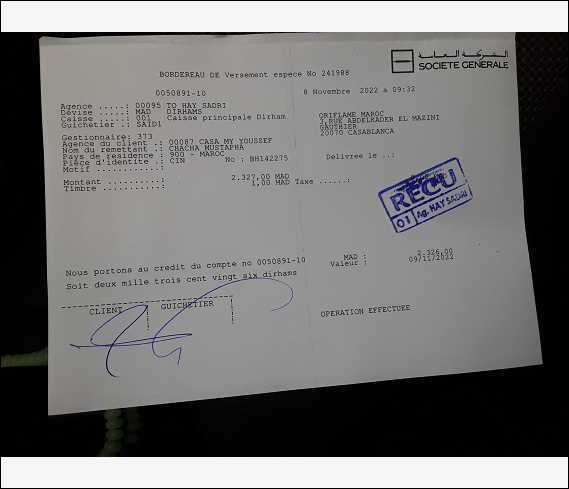 الشركة العامة
SOCIETE GENERALE
BORDEREAU DE Versement espece No 241988
0050891-10
8 Novembre 2022 a 09:32
Agence .....: 00095 TO HAY SADRI
Devise .....: MAD DIRHAMS
Caisse .....: 001 Caisse principale Dirham
Guichetier .: SAID1
ORIFLAME MAROC
3,RUE ABDELKADER EL MAZINI
GAUTHIER
20070 CASABLANCA
Gestionnaire: 373
Agence du client .: 00087 CASA MY YOUSSEF
Nom du remettant .: CHACHA MUSTAPHA
Pays de residence : 900 - MAROC
Pièce d'identite .: CIN No : BH142275
Delivree le ..:
Motif ............:
Montant ..........: 2.327,00 MAD
Timbre ...........: 1,00 MAD Taxe ......:
RECU
01 Ag. HAY SADRI
Nous portons au credit du compte no 0050891-10
MAD : 2.326,00
Valeur : 09/11/2022
Soit deux mille trois cent vingt six dirhams
CLIENT GUICHETIER
OPERATION EFFECTUEE